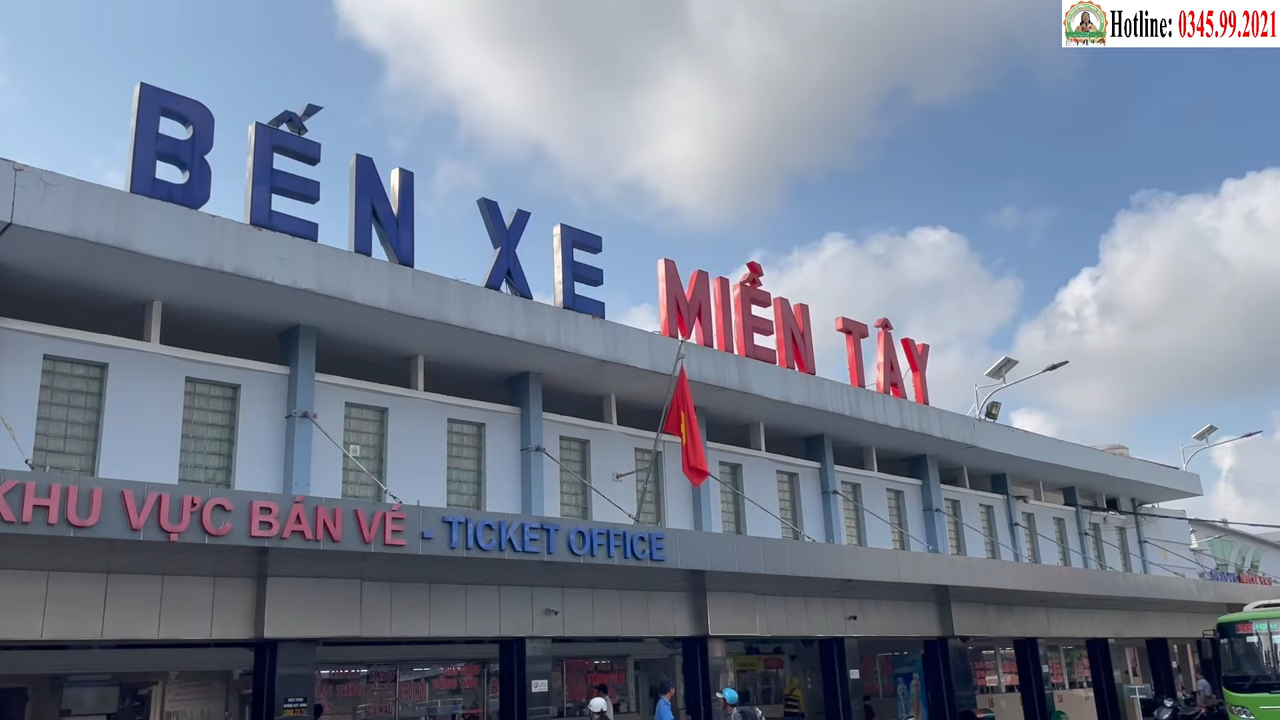 Hotline: 0345.99.2021
BẾN XE MIỀN TÂY
KHU VỰC BÁN VÉ - TICKET OFFICE